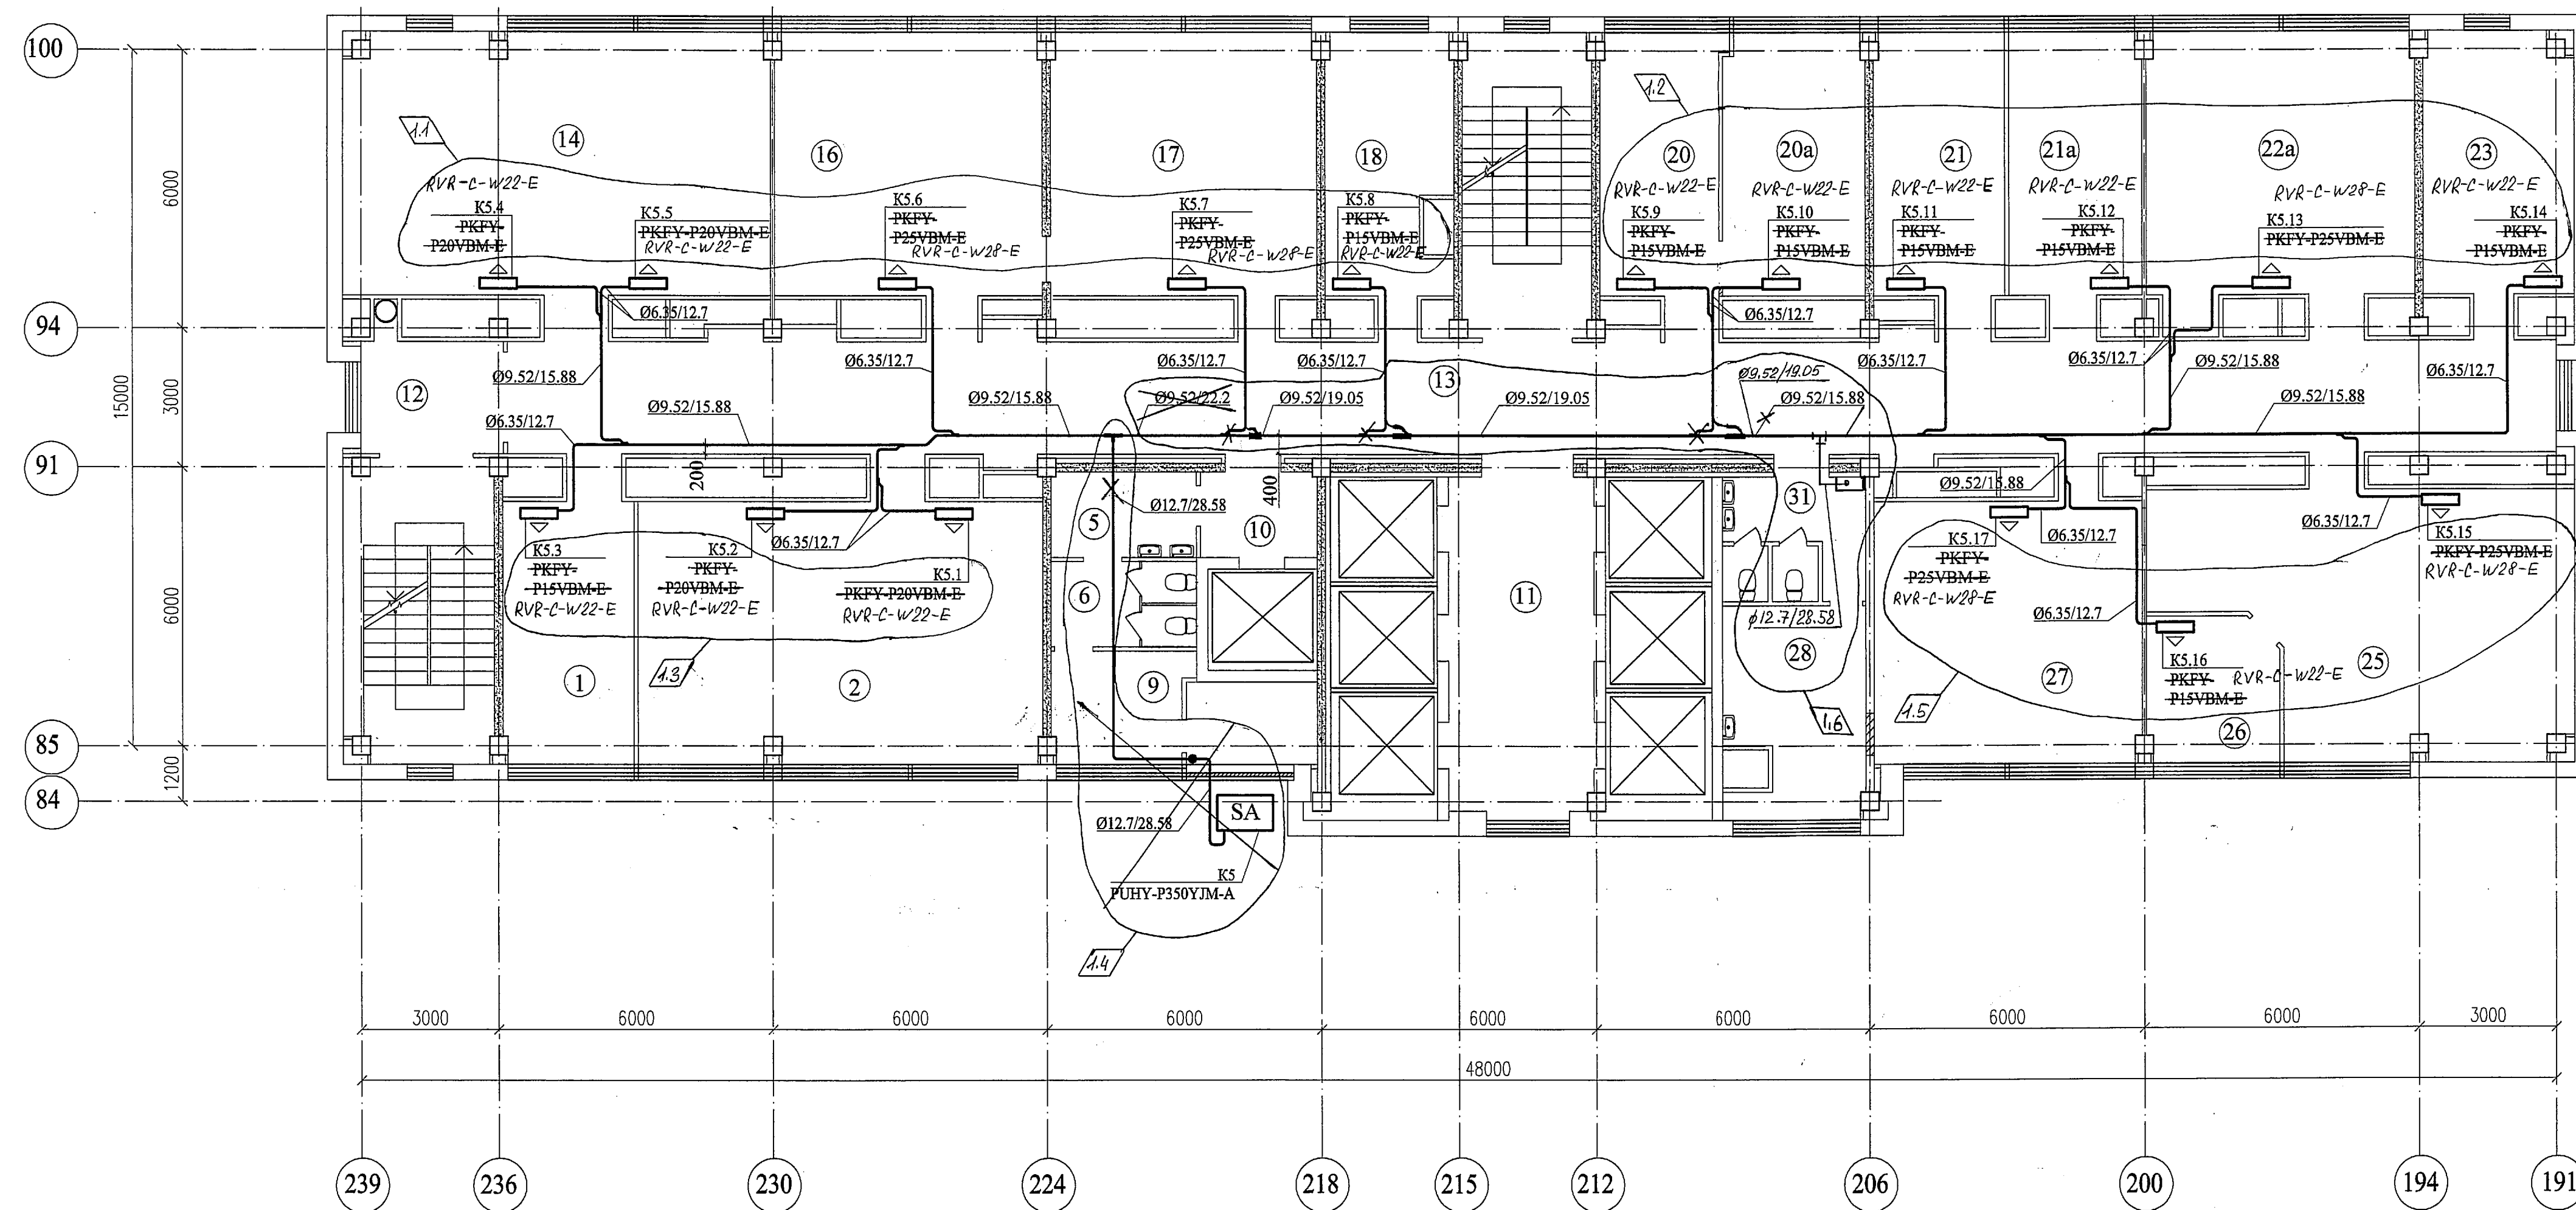 100
94
91
85
84
15000
6000
3000
6000
1200
1.1
14
16
17
18
RVR-C-W22-E
K5.4
PKFY-
P20VBM-E
K5.5
PKFY-P20VBM-E
RVR-C-W22-E
K5.6
PKFY-
P25VBM-E
RVR-C-W28-E
K5.7
PKFY-
P25VBM-E
RVR-C-W28-E
K5.8
PKFY-
P15VBM-E
RVR-C-W22-E
1.2
20
20a
21
21a
22a
23
RVR-C-W22-E
K5.9
PKFY-
P15VBM-E
RVR-C-W22-E
K5.10
PKFY-
P15VBM-E
RVR-C-W22-E
K5.11
PKFY-
P15VBM-E
RVR-C-W22-E
K5.12
PKFY-
P15VBM-E
RVR-C-W28-E
K5.13
PKFY-P25VBM-E
RVR-C-W22-E
K5.14
PKFY-
P15VBM-E
Ø6.35/12.7
Ø6.35/12.7
12
Ø9.52/15.88
Ø6.35/12.7
Ø6.35/12.7
Ø6.35/12.7
13
Ø9.52/19.05
Ø6.35/12.7
Ø6.35/12.7
Ø9.52/15.88
Ø6.35/12.7
Ø6.35/12.7
Ø9.52/15.88
Ø9.52/15.88
Ø9.52/22.2
Ø9.52/19.05
Ø9.52/19.05
Ø9.52/15.88
Ø9.52/15.88
200
400
5
Ø12.7/28.58
10
31
Ø9.52/15.88
Ø6.35/12.7
Ø6.35/12.7
Ø6.35/12.7
K5.3
PKFY-
P15VBM-E
RVR-C-W22-E
K5.2
PKFY-
P20VBM-E
RVR-C-W22-E
K5.1
PKFY-P20VBM-E
RVR-C-W22-E
6
11
ϕ12.7/28.58
28
K5.17
PKFY-
P25VBM-E
RVR-C-W28-E
K5.15
PKFY-P25VBM-E
RVR-C-W28-E
Ø6.35/12.7
K5.16
PKFY-
P15VBM-E
RVR-C-W22-E
1
1.3
2
9
1.6
1.5
27
25
26
Ø12.7/28.58
SA
K5
PUHY-P350YJM-A
1.4
3000
6000
6000
6000
6000
6000
6000
6000
3000
48000
239
236
230
224
218
215
212
206
200
194
191